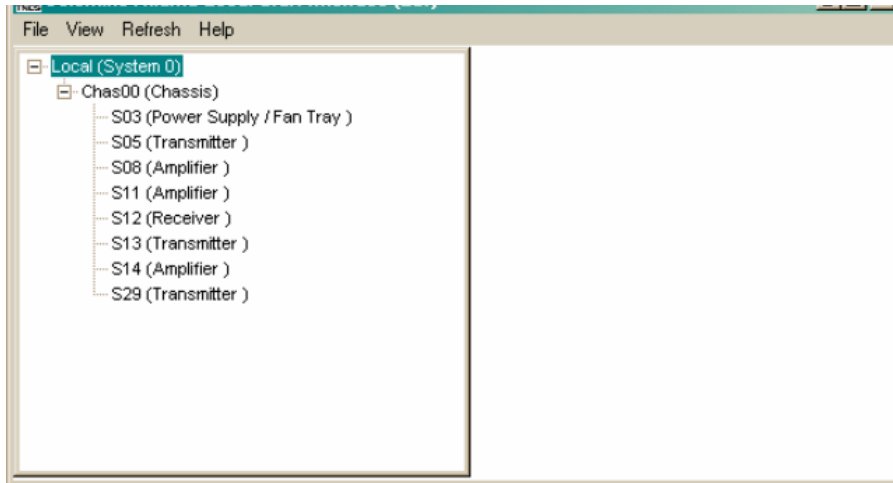 File View Refresh Help
Local (System 0)
Chas00 (Chassis)
S03 (Power Supply / Fan Tray )
S05 (Transmitter )
S08 (Amplifier )
S11 (Amplifier )
S12 (Receiver )
S13 (Transmitter )
S14 (Amplifier )
S29 (Transmitter )